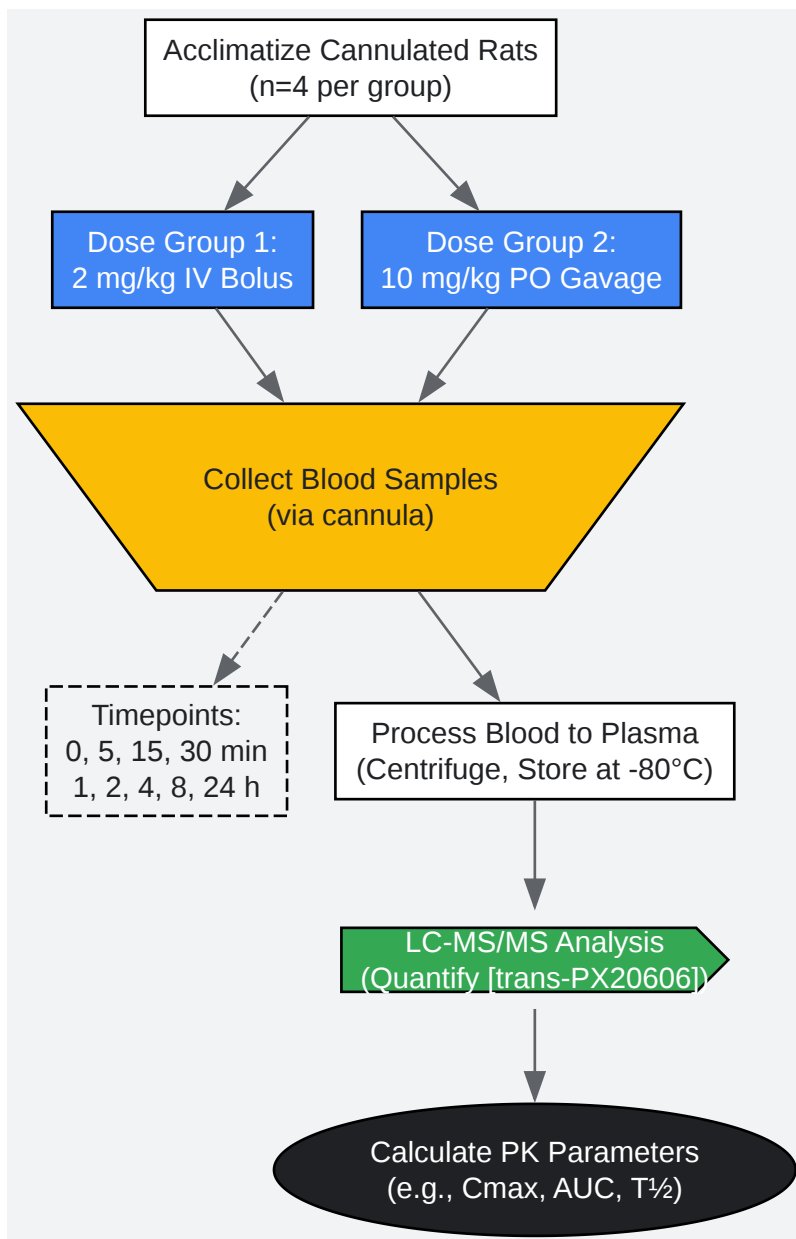 Acclimatize Cannulated Rats
(n=4 per group)
Dose Group 1:
2 mg/kg IV Bolus
Dose Group 2:
10 mg/kg PO Gavage
Collect Blood Samples
(via cannula)
Timepoints:
0, 5, 15, 30 min
1, 2, 4, 8, 24 h
Process Blood to Plasma
(Centrifuge, Store at -80°C)
LC-MS/MS Analysis
(Quantify [trans-PX20606])
Calculate PK Parameters
(e.g., Cmax, AUC, T½)